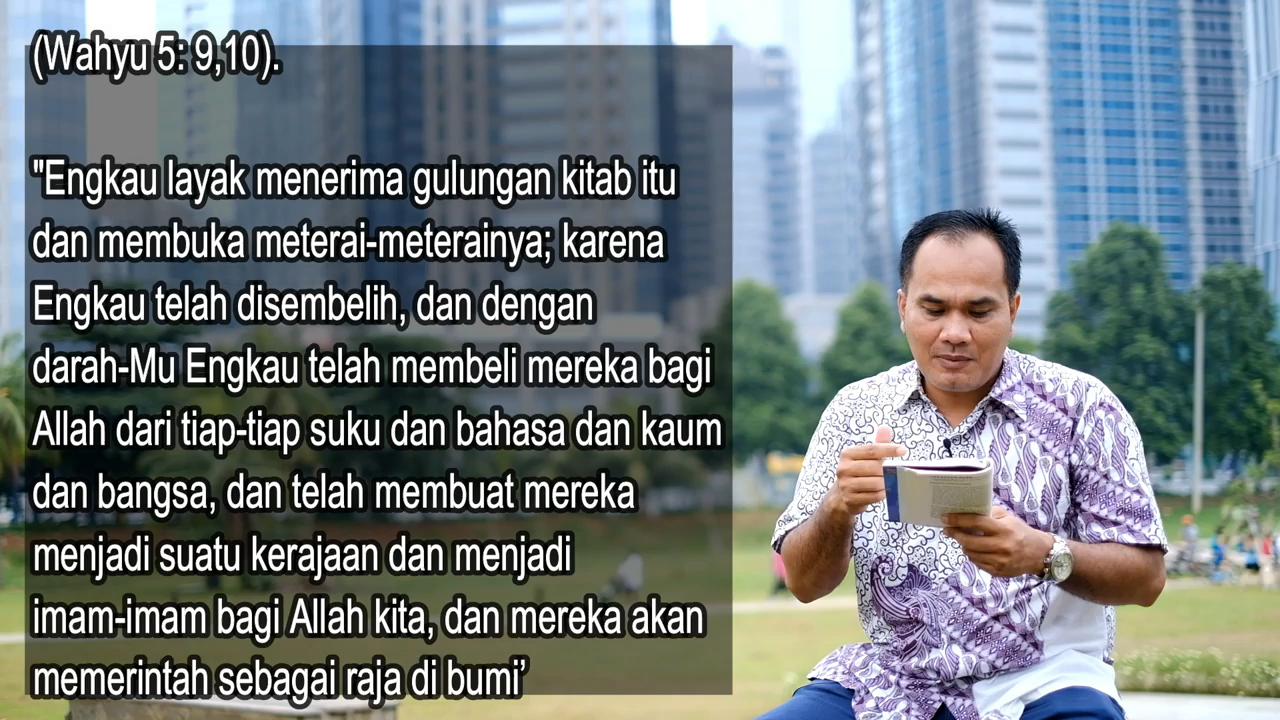 (Wahyu 5: 9,10).
"Engkau layak menerima gulungan kitab itu
dan membuka meterai-meterainya; karena
Engkau telah disembelih, dan dengan
darah-Mu Engkau telah membeli mereka bagi
Allah dari tiap-tiap suku dan bahasa dan kaum
dan bangsa, dan telah membuat mereka
menjadi suatu kerajaan dan menjadi
imam-imam bagi Allah kita, dan mereka akan
memerintah sebagai raja di bumi’